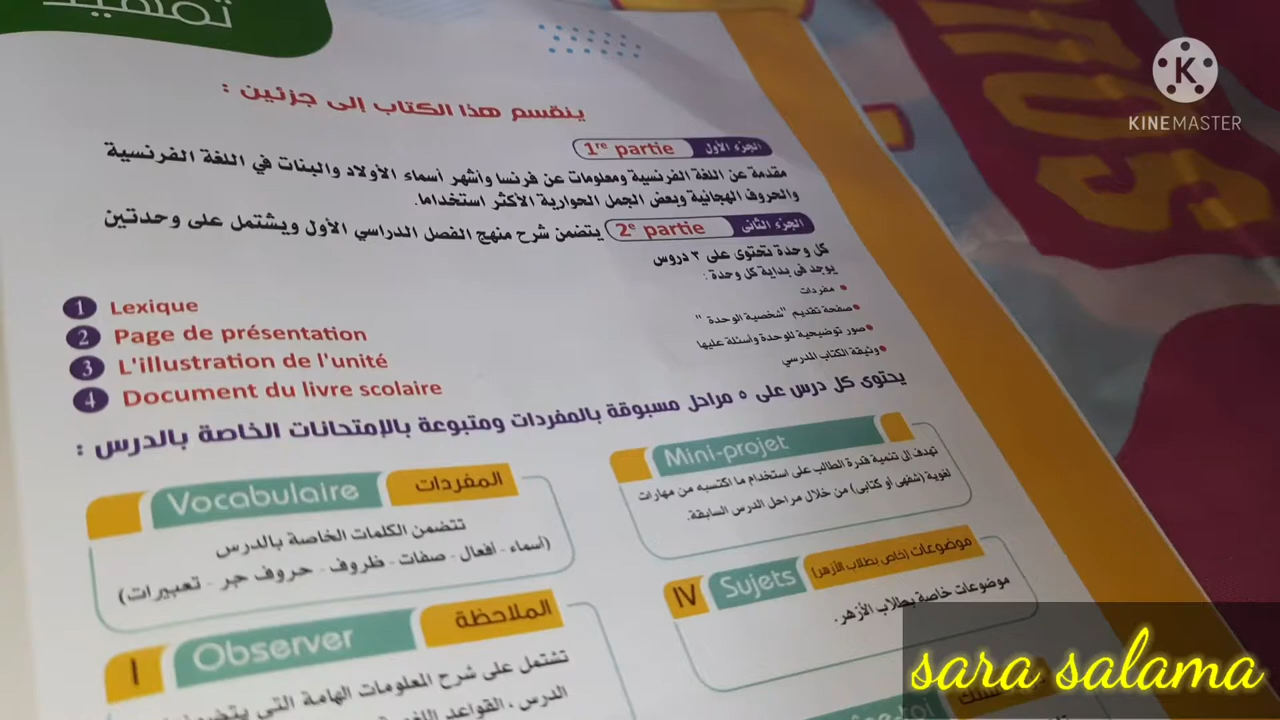 تمهيد
ينقسم هذا الكتاب إلى جزئين :
الجزء الأول 1re partie
مقدمة عن اللغة الفرنسية ومعلومات عن فرنسا وأشهر أسماء الأولاد والبنات في اللغة الفرنسية
والحروف الهجائية وبعض الجمل الحوارية الأكثر استخداما.
الجزء الثانى 2e partie يتضمن شرح منهج الفصل الدراسي الأول ويشتمل على وحدتين
كل وحدة تحتوى على ٣ دروس
يوجد فى بداية كل وحدة :
• مفردات
• صفحة تقديم "شخصية الوحدة"
• صور توضيحية للوحدة وأسئلة عليها
• وثيقة الكتاب المدرسي
1 Lexique
2 Page de présentation
3 L'illustration de l'unité
4 Document du livre scolaire
يحتوى كل درس على ٥ مراحل مسبوقة بالمفردات ومتبوعة بالإمتحانات الخاصة بالدرس :
Vocabulaire المفردات
تتضمن الكلمات الخاصة بالدرس
(أسماء - أفعال - صفات - ظروف - حروف جر - تعبيرات)
I Observer الملاحظة
تشتمل على شرح المعلومات الهامة التي
الدرس ، القواعد
Mini-projet
تهدف ال تنمية قدرة الطالب على استخدام ما اكتسبه من مهارات
لغوية (شفهى أو كتابى) من خلال مراحل الدرس السابقة.
IV Sujets موضوعات (خاص بطلاب الأزهر)
موضوعات خاصة بطلاب الأزهر.
KINEMASTER
sara salama